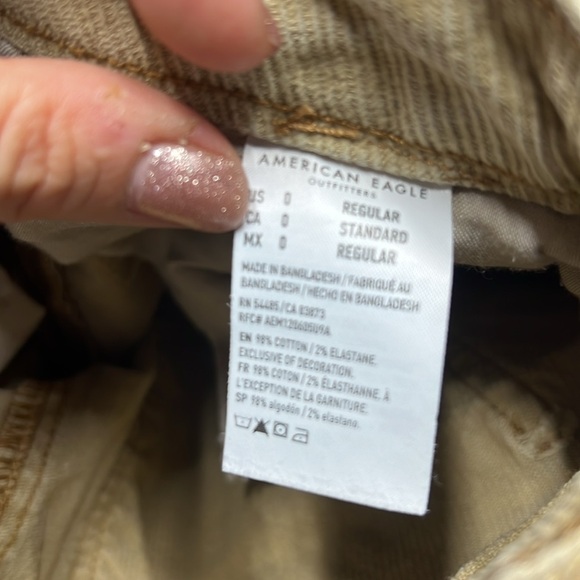 AMERICAN EAGLE
OUTFITTERS
US 0 REGULAR
CA 0 STANDARD
MX 0 REGULAR
MADE IN BANGLADESH / FABRIQUÉ AU
BANGLADESH / HECHO EN BANGLADESH
RN 54485/CA 03873
RFC# AEM1206050U9A
EN 98% COTTON / 2% ELASTANE.
EXCLUSIVE OF DECORATION.
FR 98% COTON / 2% ÉLASTHANNE. À
L'EXCEPTION DE LA GARNITURE.
SP 98% algodón / 2% elastano.